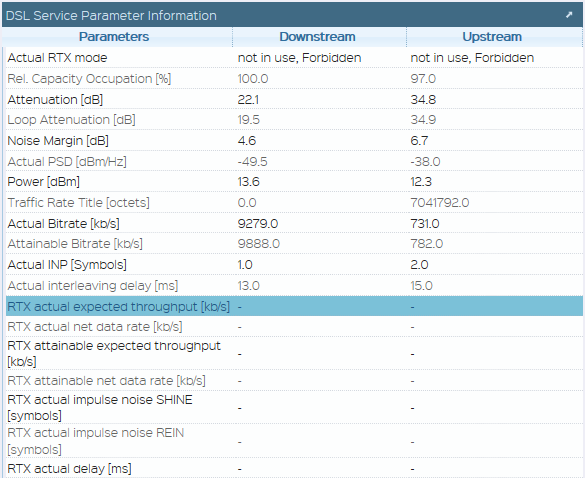 DSL Service Parameter Information
Parameters Downstream Upstream
Actual RTX mode not in use, Forbidden not in use, Forbidden
Rel. Capacity Occupation [%] 100.0 97.0
Attenuation [dB] 22.1 34.8
Loop Attenuation [dB] 19.5 34.9
Noise Margin [dB] 4.6 6.7
Actual PSD [dBm/Hz] -49.5 -38.0
Power [dBm] 13.6 12.3
Traffic Rate Title [octets] 0.0 7041792.0
Actual Bitrate [kb/s] 9279.0 731.0
Attainable Bitrate [kb/s] 9888.0 782.0
Actual INP [Symbols] 1.0 2.0
Actual interleaving delay [ms] 13.0 15.0
RTX actual expected throughput [kb/s] - -
RTX actual net data rate [kb/s] - -
RTX attainable expected throughput
[kb/s] - -
RTX attainable net data rate [kb/s] - -
RTX actual impulse noise SHINE
[symbols] - -
RTX actual impulse noise REIN
[symbols] - -
RTX actual delay [ms] - -